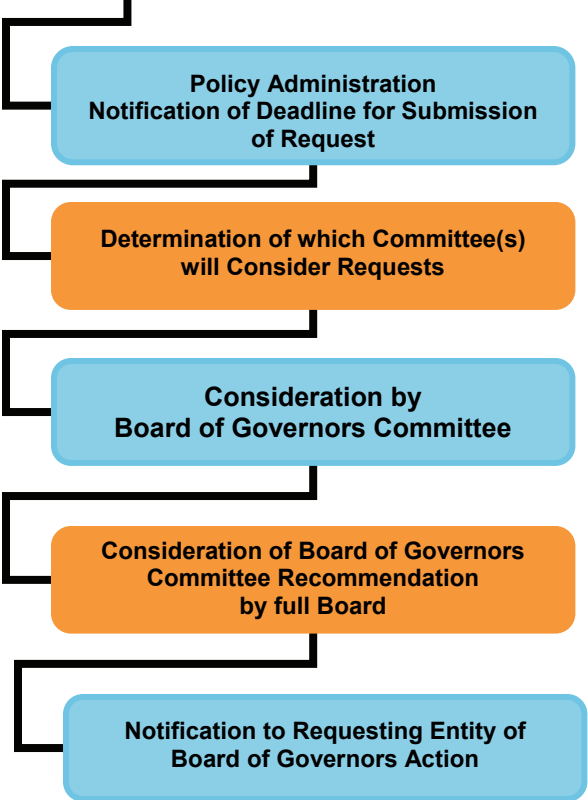 Policy Administration
Notification of Deadline for Submission
of Request
Determination of which Committee(s)
will Consider Requests
Consideration by
Board of Governors Committee
Consideration of Board of Governors
Committee Recommendation
by full Board
Notification to Requesting Entity of
Board of Governors Action